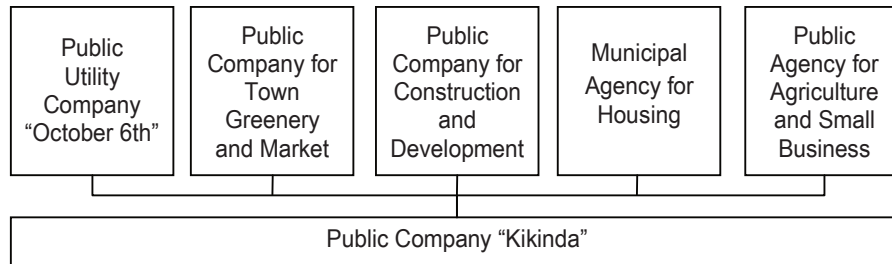 Public
Utility
Company
“October 6th”
Public
Company for
Town
Greenery
and Market
Public
Company for
Construction
and
Development
Municipal
Agency for
Housing
Public
Agency for
Agriculture
and Small
Business
Public Company “Kikinda”